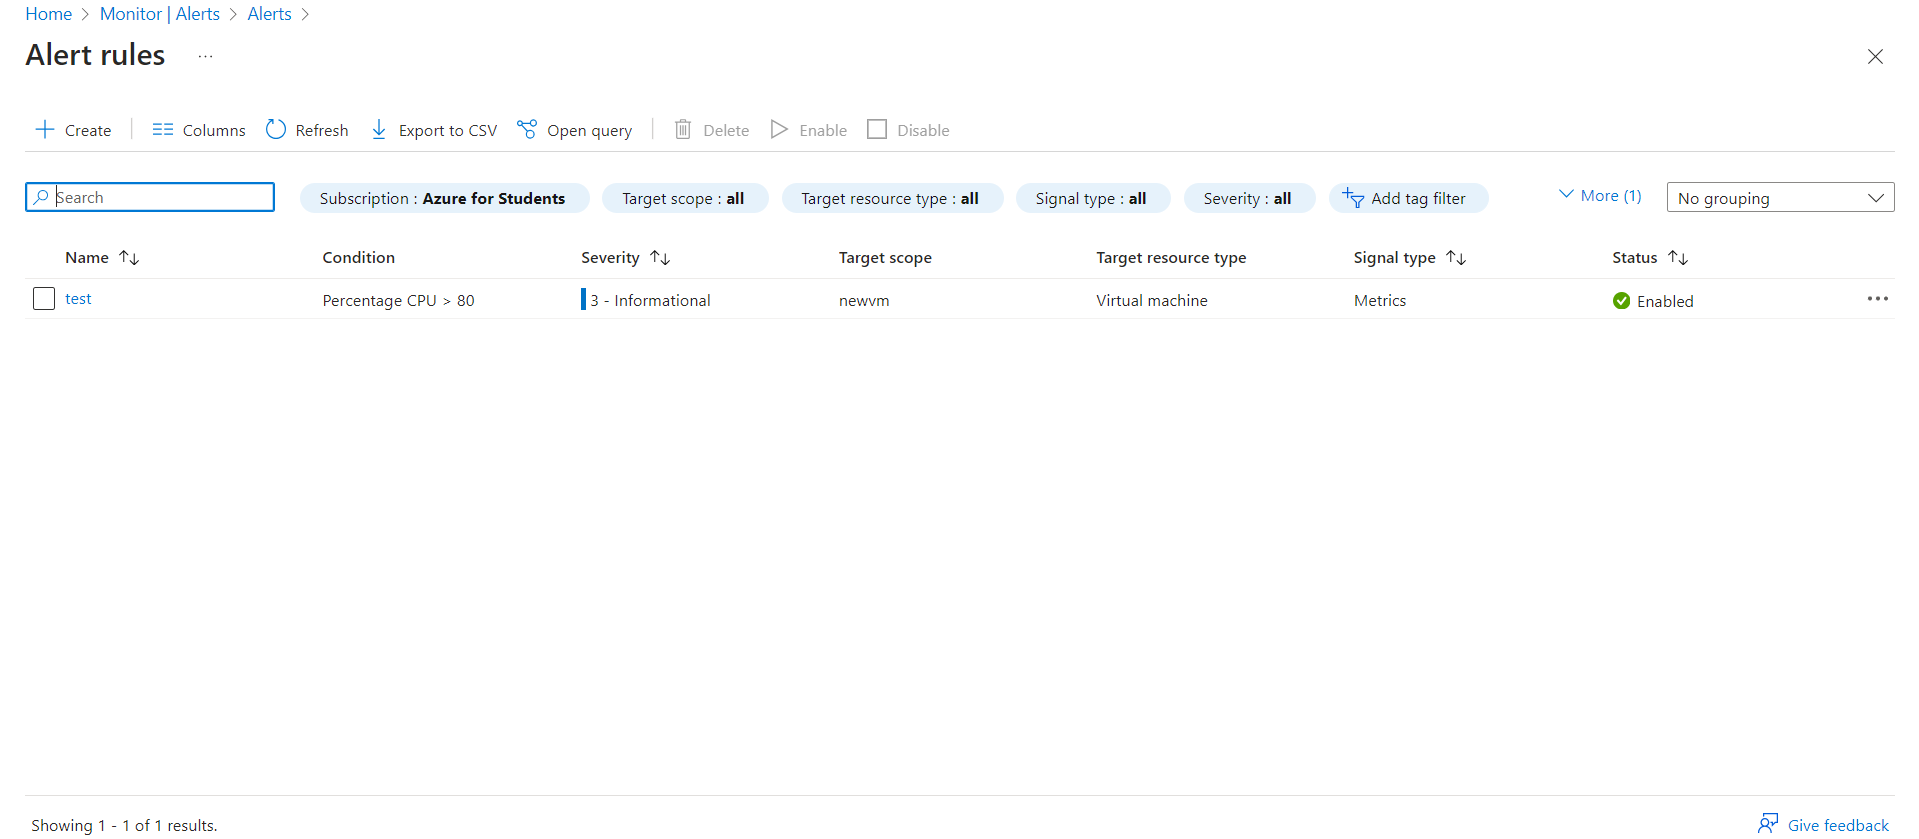 Home > Monitor | Alerts > Alerts >
Alert rules ...
Create Columns Refresh Export to CSV Open query Delete Enable Disable
Search Subscription : Azure for Students Target scope : all Target resource type : all Signal type : all Severity : all Add tag filter More (1) No grouping
Name Condition Severity Target scope Target resource type Signal type Status
test Percentage CPU > 80 3 - Informational newvm Virtual machine Metrics Enabled
Showing 1 - 1 of 1 results. Give feedback